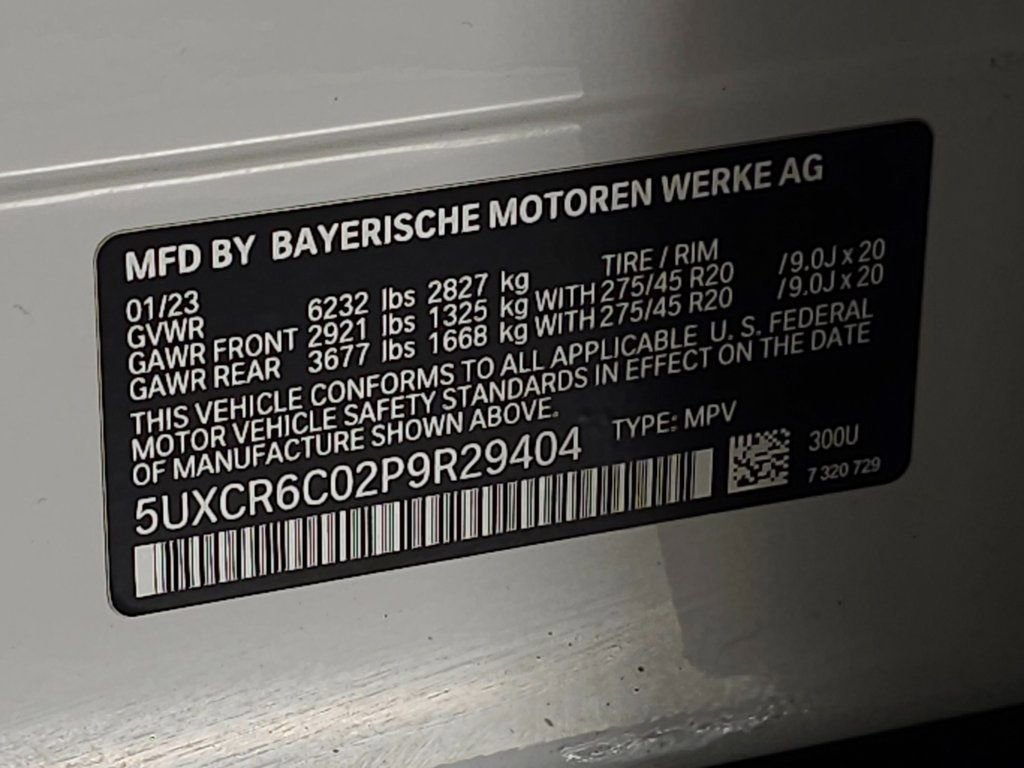 MFD BY BAYERISCHE MOTOREN WERKE AG
01/23 TIRE / RIM
GVWR 6232 lbs 2827 kg
GAWR FRONT 2921 lbs 1325 kg WITH 275/45 R20 /9.0J x 20
GAWR REAR 3677 lbs 1668 kg WITH 275/45 R20 /9.0J x 20
THIS VEHICLE CONFORMS TO ALL APPLICABLE U. S. FEDERAL
MOTOR VEHICLE SAFETY STANDARDS IN EFFECT ON THE DATE
OF MANUFACTURE SHOWN ABOVE.
5UXCR6C02P9R29404 TYPE: MPV
300U
7 320 729